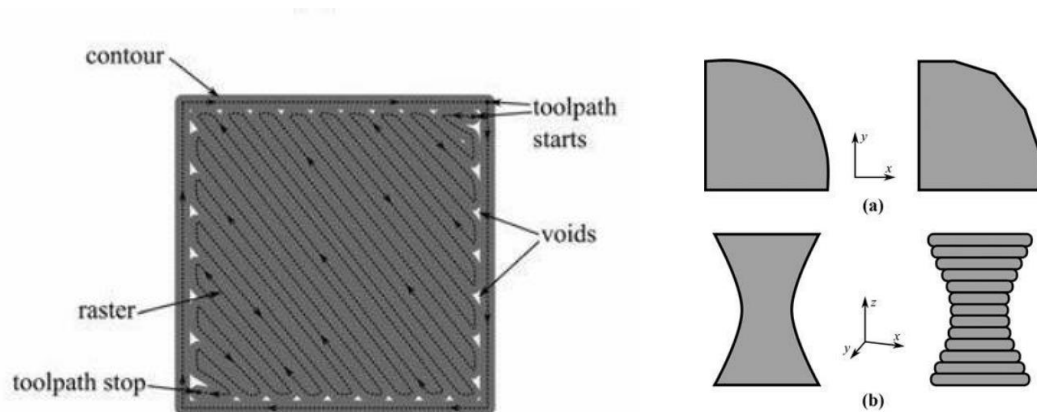 contour
toolpath
starts
voids
raster
toolpath stop
y
x
(a)
z
y
x
(b)